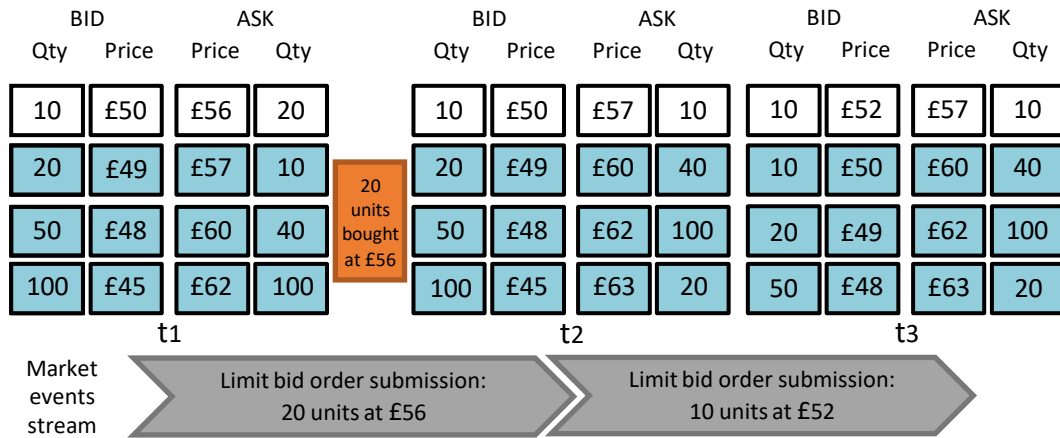 BID ASK BID ASK BID ASK
Qty Price Price Qty Qty Price Price Qty Qty Price Price Qty
10 £50 £56 20 10 £50 £57 10 10 £52 £57 10
20 £49 £57 10 20 £49 £60 40 10 £50 £60 40
50 £48 £60 40 50 £48 £62 100 20 £49 £62 100
100 £45 £62 100 100 £45 £63 20 50 £48 £63 20
20
units
bought
at £56
t1 t2 t3
Market
events
stream
Limit bid order submission:
20 units at £56
Limit bid order submission:
10 units at £52